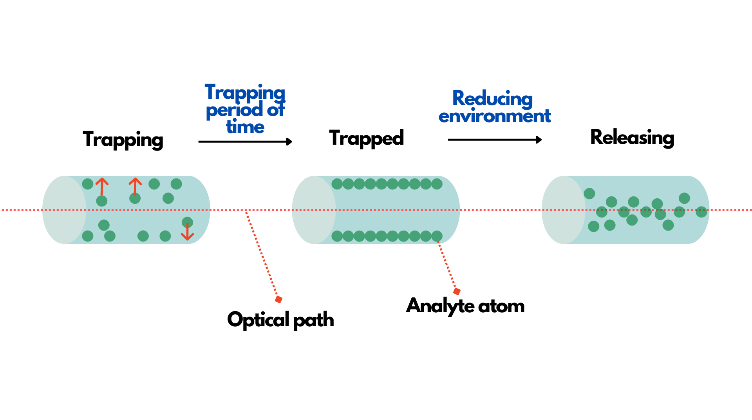 Trapping
period of
time
Reducing
environment
Trapping
Trapped
Releasing
Optical path
Analyte atom